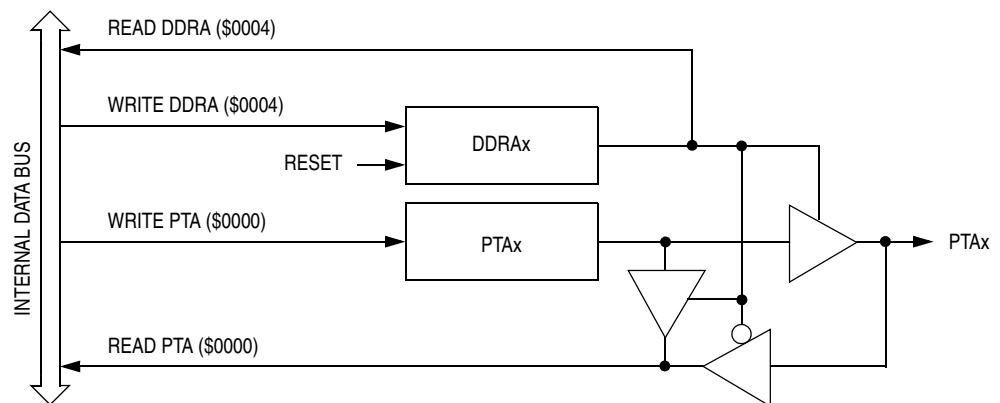 READ DDRA ($0004)
WRITE DDRA ($0004)
DDRAx
RESET
INTERNAL DATA BUS
WRITE PTA ($0000)
PTAx
PTAx
READ PTA ($0000)